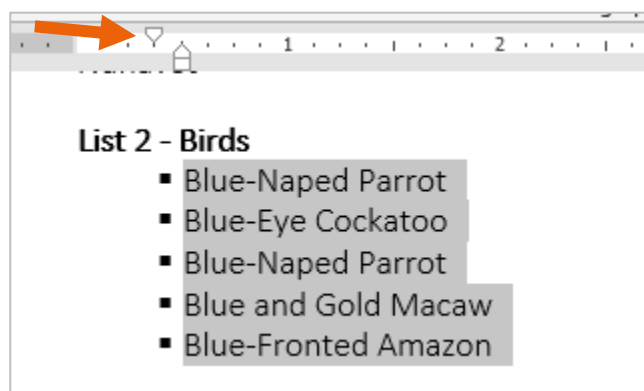 1 2
List 2 - Birds
▪ Blue-Naped Parrot
▪ Blue-Eye Cockatoo
▪ Blue-Naped Parrot
▪ Blue and Gold Macaw
▪ Blue-Fronted Amazon